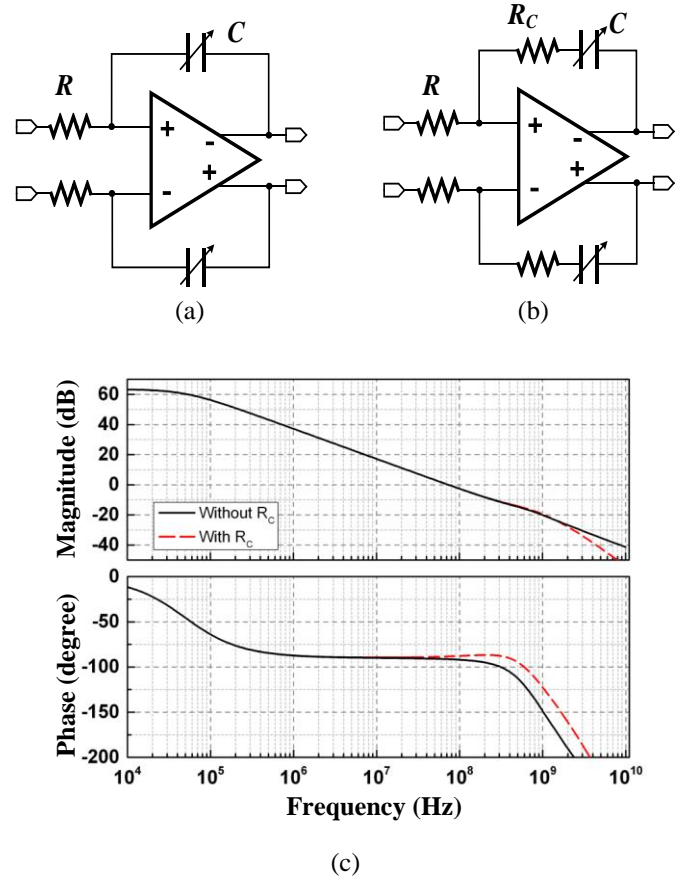 C
R
+
-
-
+
(a)
R_C
C
R
+
-
-
+
(b)
Magnitude (dB)
60
40
20
0
-20
-40
Without R_C
With R_C
Phase (degree)
0
-50
-100
-150
-200
10^4
10^5
10^6
10^7
10^8
10^9
10^10
Frequency (Hz)
(c)